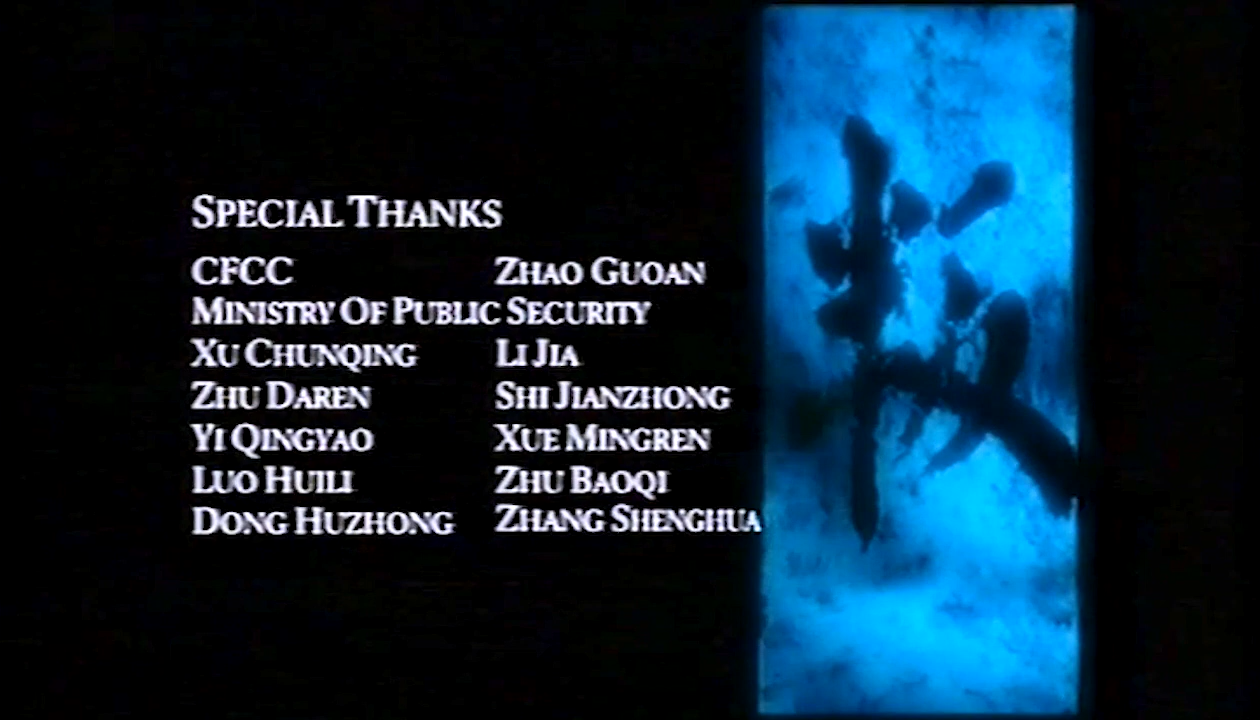 SPECIAL THANKS
CFCC ZHAO GUOAN
MINISTRY OF PUBLIC SECURITY
XU CHUNQING LI JIA
ZHU DAREN SHI JIANZHONG
YI QINGYAO XUE MINGREN
LUO HUILI ZHU BAOQI
DONG HUZHONG ZHANG SHENGHUA